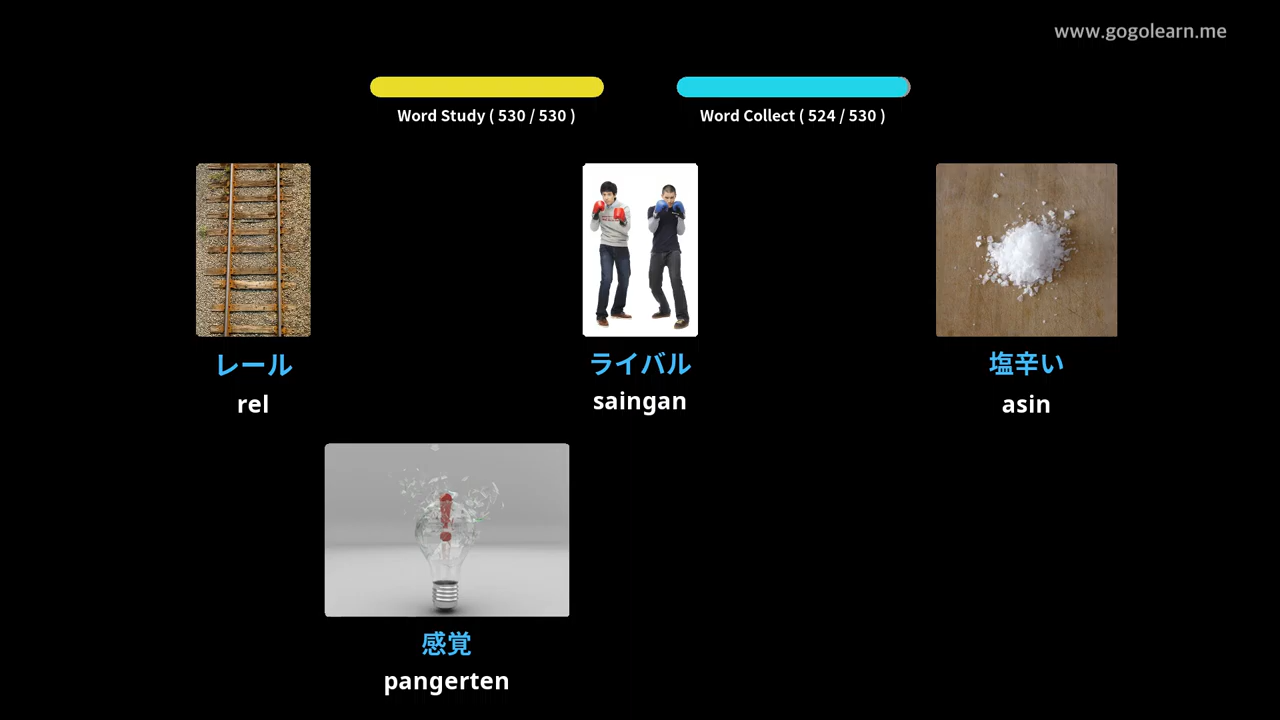 www.gogolearn.me
Word Study ( 530 / 530 )
Word Collect ( 524 / 530 )
レール
rel
ライバル
saingan
塩辛い
asin
感覚
pangerten